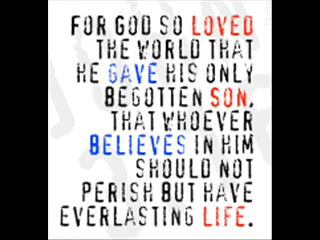 FOR GOD SO LOVED
THE WORLD THAT
HE GAVE HIS ONLY
BEGOTTEN SON,
THAT WHOEVER
BELIEVES IN HIM
SHOULD NOT
PERISH BUT HAVE
EVERLASTING LIFE.